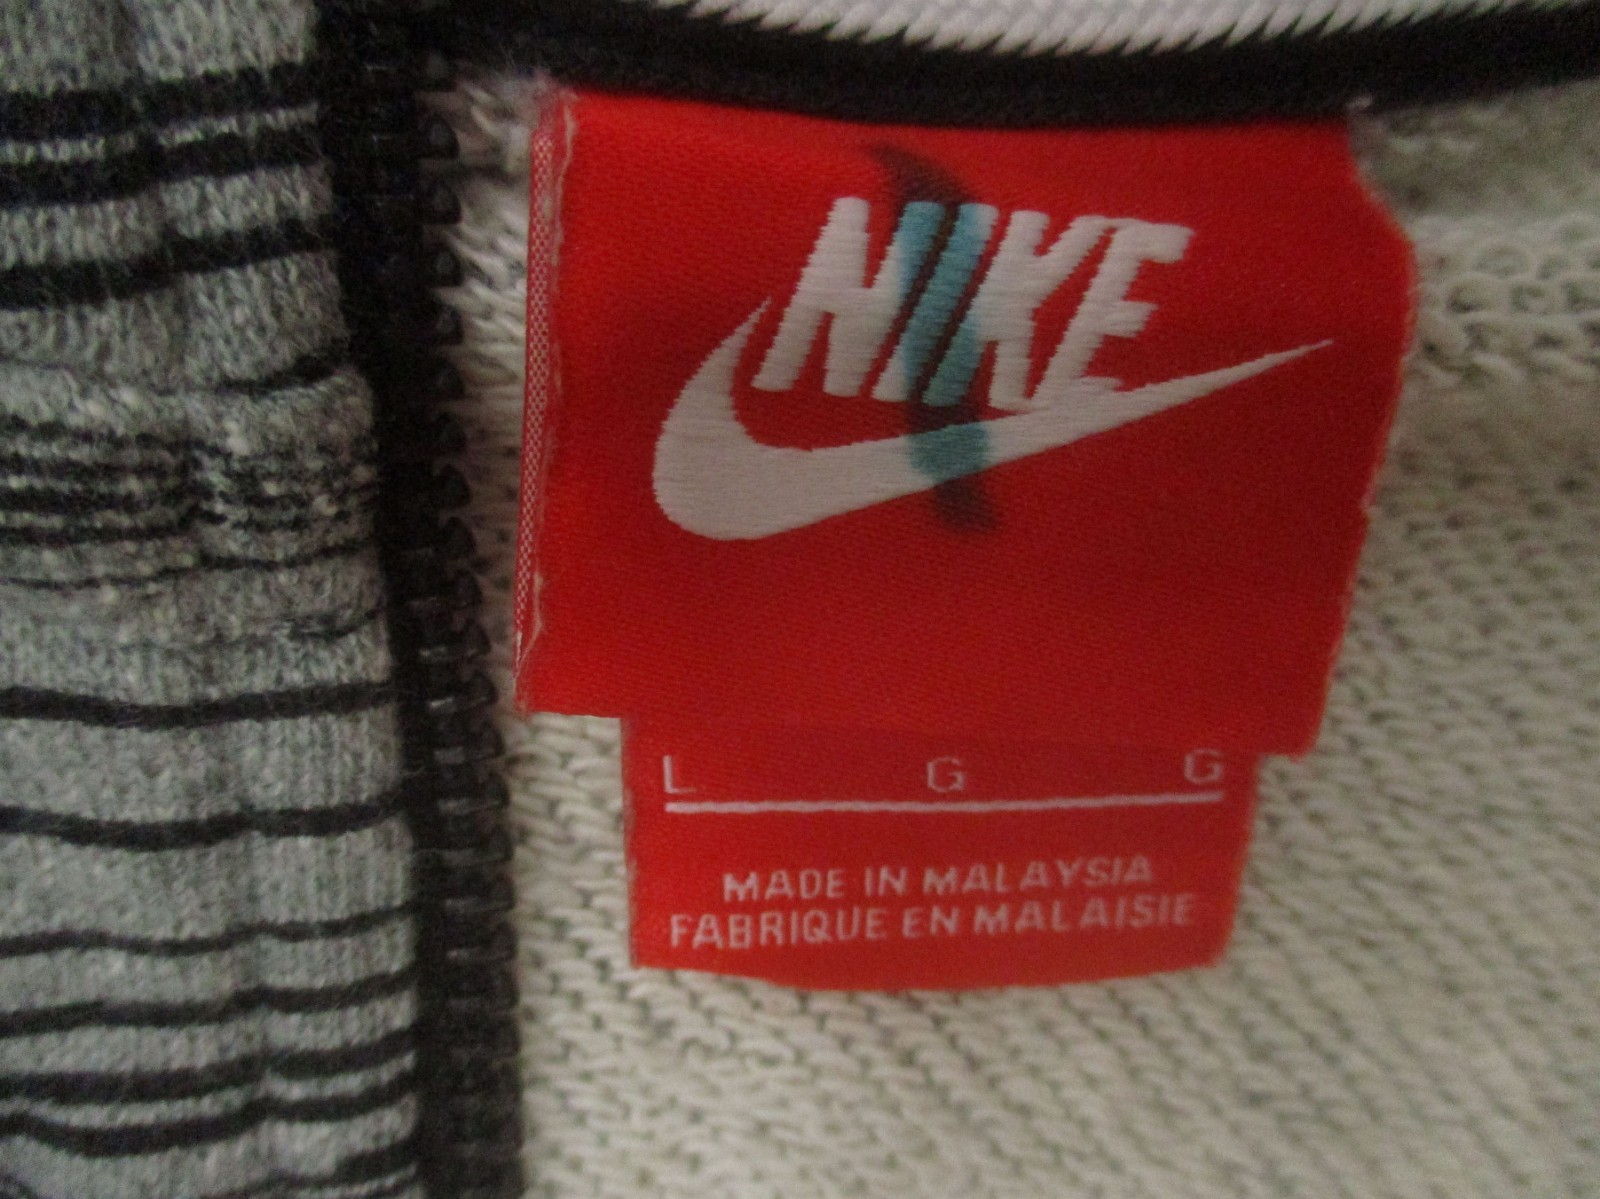 NIKE
L G G
MADE IN MALAYSIA
FABRIQUE EN MALAISIE